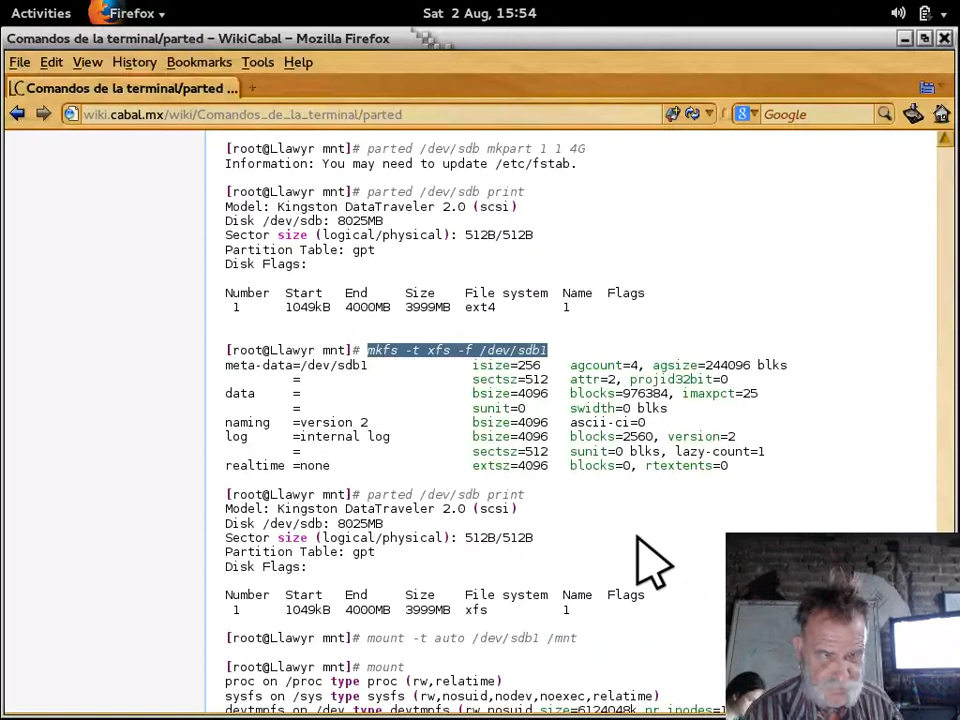 Activities Firefox Sat 2 Aug, 15:54
Comandos de la terminal/parted – WikiCabal – Mozilla Firefox
File Edit View History Bookmarks Tools Help
Comandos de la terminal/parted ...
wiki.cabal.mx/wiki/Comandos_de_la_terminal/parted Google
[root@Llawyr mnt]# parted /dev/sdb mkpart 1 1 4G
Information: You may need to update /etc/fstab.
[root@Llawyr mnt]# parted /dev/sdb print
Model: Kingston DataTraveler 2.0 (scsi)
Disk /dev/sdb: 8025MB
Sector size (logical/physical): 512B/512B
Partition Table: gpt
Disk Flags:
Number Start End Size File system Name Flags
1 1049kB 4000MB 3999MB ext4 1
[root@Llawyr mnt]# mkfs -t xfs -f /dev/sdb1
meta-data=/dev/sdb1 isize=256 agcount=4, agsize=244096 blks
= sectsz=512 attr=2, projid32bit=0
data = bsize=4096 blocks=976384, imaxpct=25
= sunit=0 swidth=0 blks
naming =version 2 bsize=4096 ascii-ci=0
log =internal log bsize=4096 blocks=2560, version=2
= sectsz=512 sunit=0 blks, lazy-count=1
realtime =none extsz=4096 blocks=0, rtextents=0
[root@Llawyr mnt]# parted /dev/sdb print
Model: Kingston DataTraveler 2.0 (scsi)
Disk /dev/sdb: 8025MB
Sector size (logical/physical): 512B/512B
Partition Table: gpt
Disk Flags:
Number Start End Size File system Name Flags
1 1049kB 4000MB 3999MB xfs 1
[root@Llawyr mnt]# mount -t auto /dev/sdb1 /mnt
[root@Llawyr mnt]# mount
proc on /proc type proc (rw,relatime)
sysfs on /sys type sysfs (rw,nosuid,nodev,noexec,relatime)
devtmpfs on /dev type devtmpfs (rw,nosuid,size=6124048k,nr_inodes=1